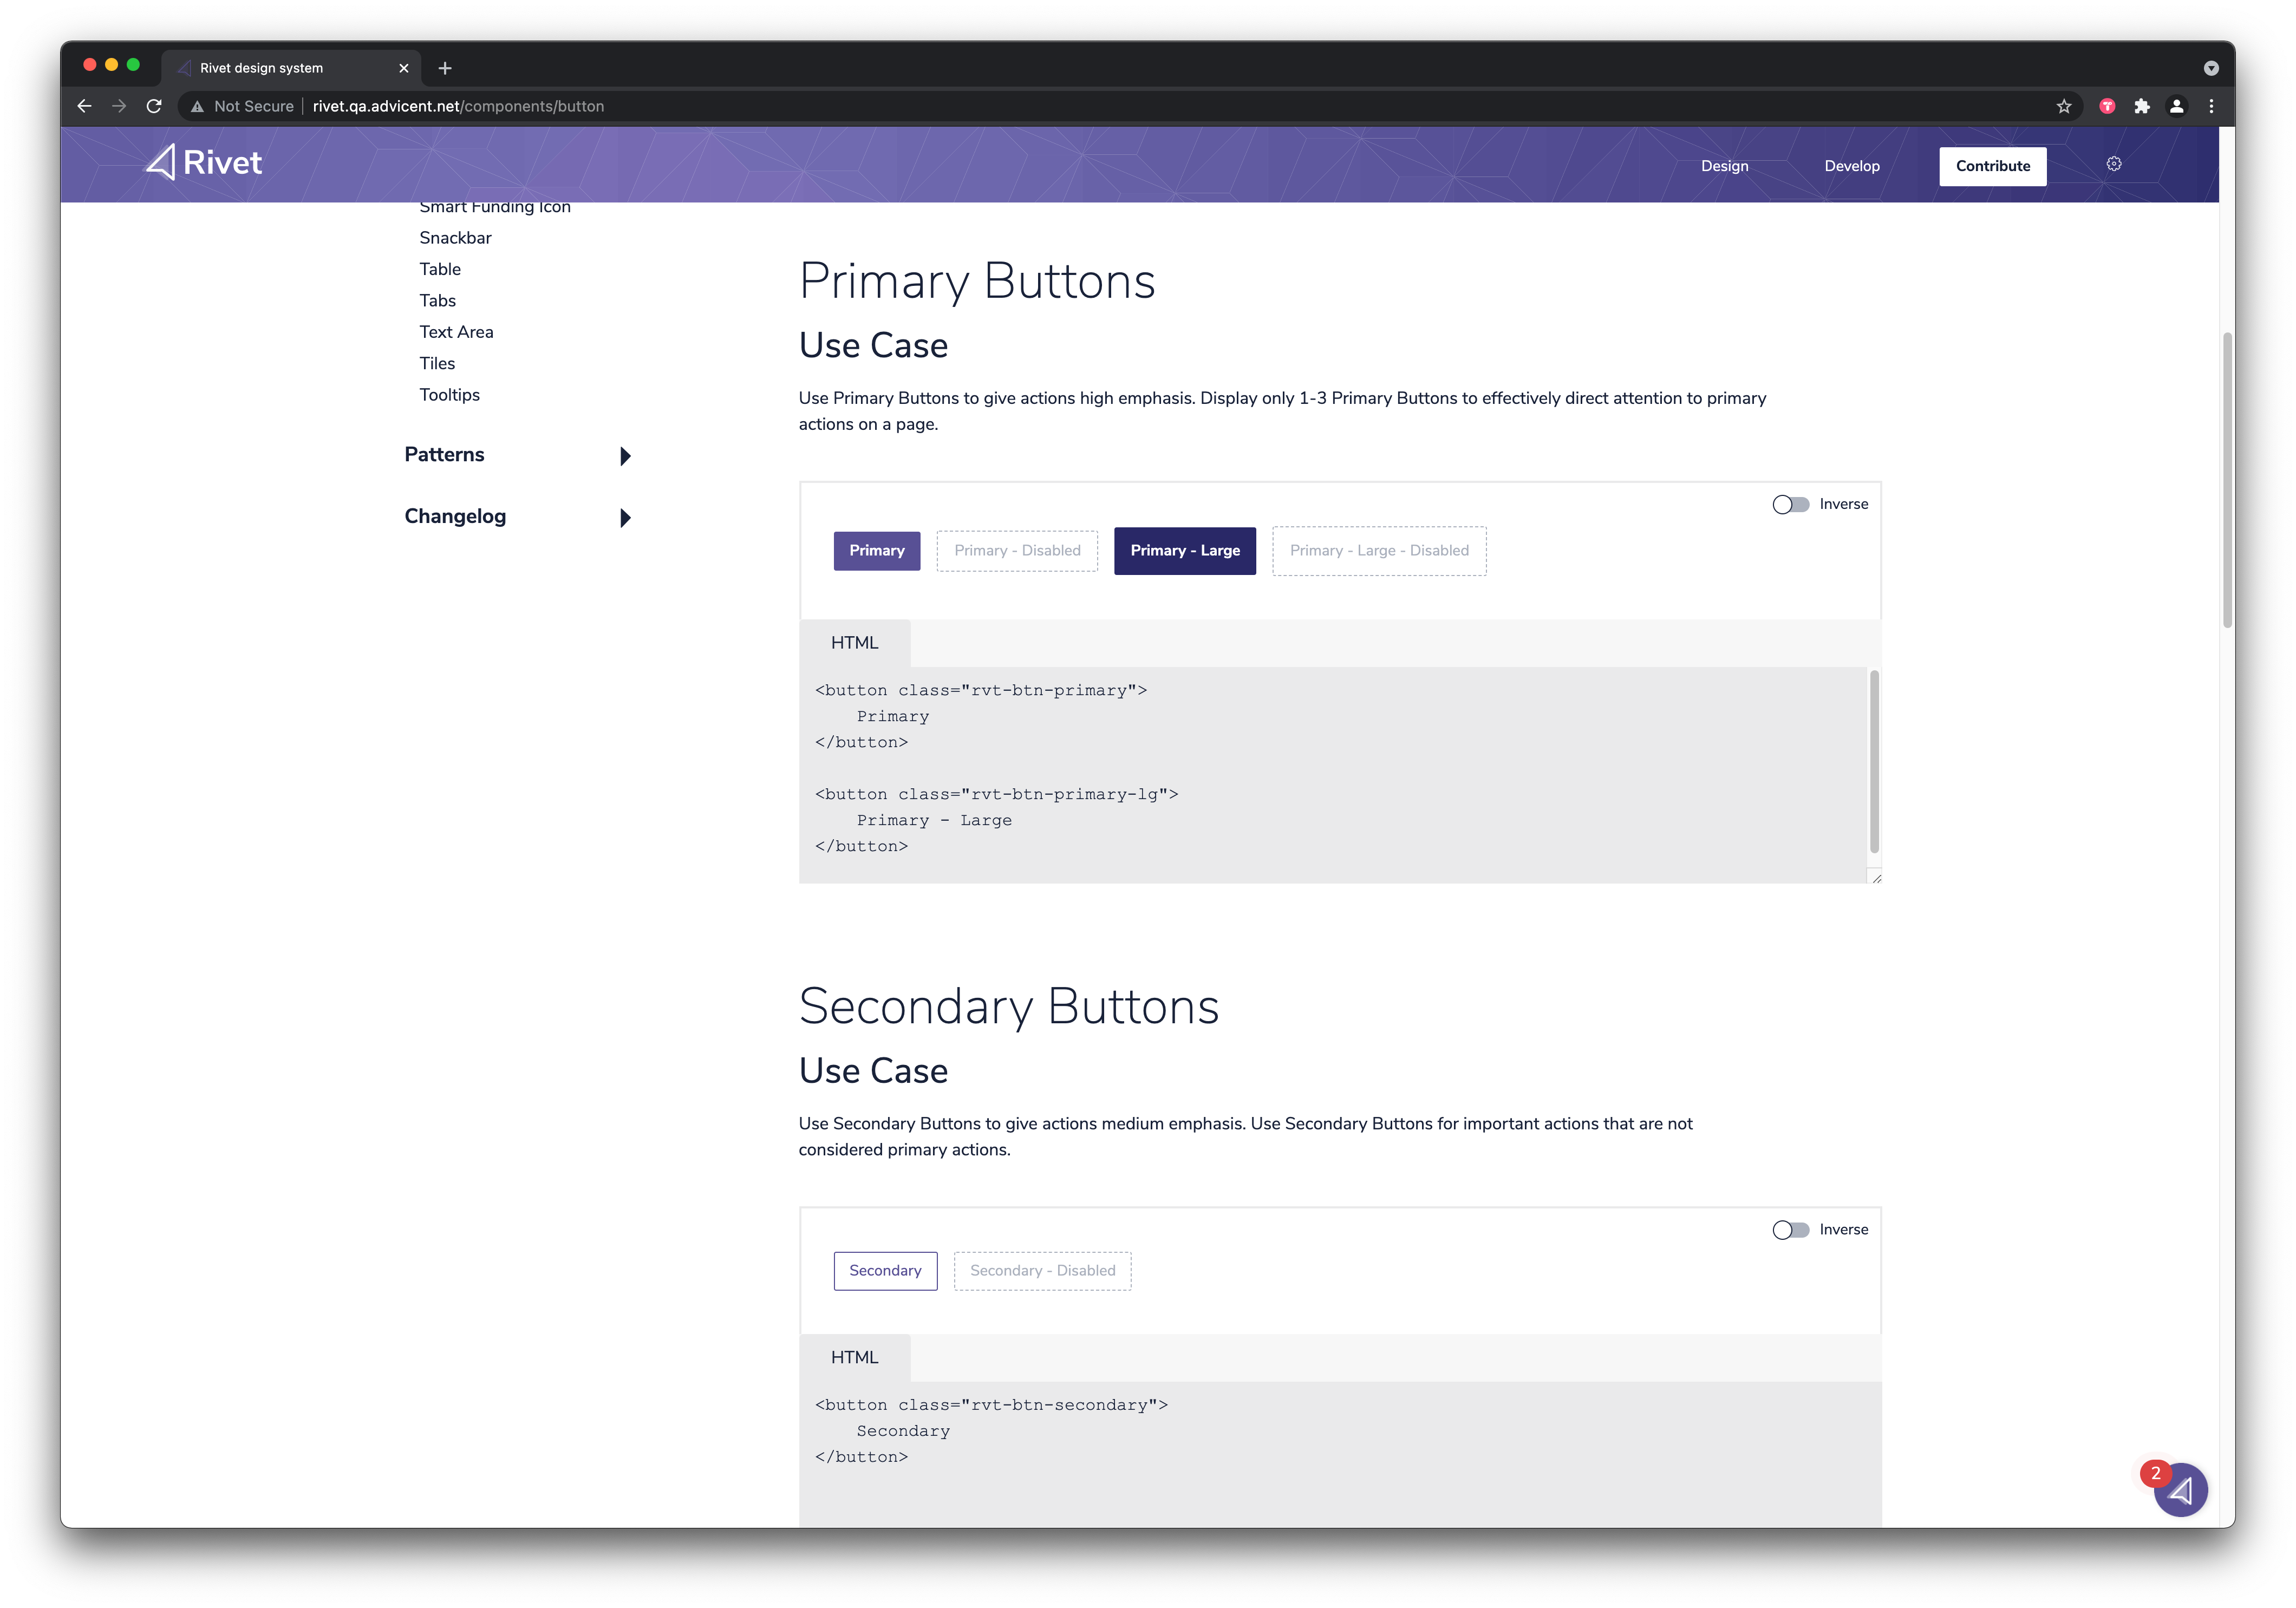 Rivet design system
Not Secure
rivet.qa.advicent.net/components/button
Rivet
Design
Develop
Contribute
Smart Funding Icon
Snackbar
Table
Tabs
Text Area
Tiles
Tooltips
Patterns
Changelog
Primary Buttons
Use Case
Use Primary Buttons to give actions high emphasis. Display only 1-3 Primary Buttons to effectively direct attention to primary
actions on a page.
Inverse
Primary
Primary - Disabled
Primary - Large
Primary - Large - Disabled
HTML
<button class="rvt-btn-primary">
    Primary
</button>
<button class="rvt-btn-primary-lg">
    Primary - Large
</button>
Secondary Buttons
Use Case
Use Secondary Buttons to give actions medium emphasis. Use Secondary Buttons for important actions that are not
considered primary actions.
Inverse
Secondary
Secondary - Disabled
HTML
<button class="rvt-btn-secondary">
    Secondary
</button>
2